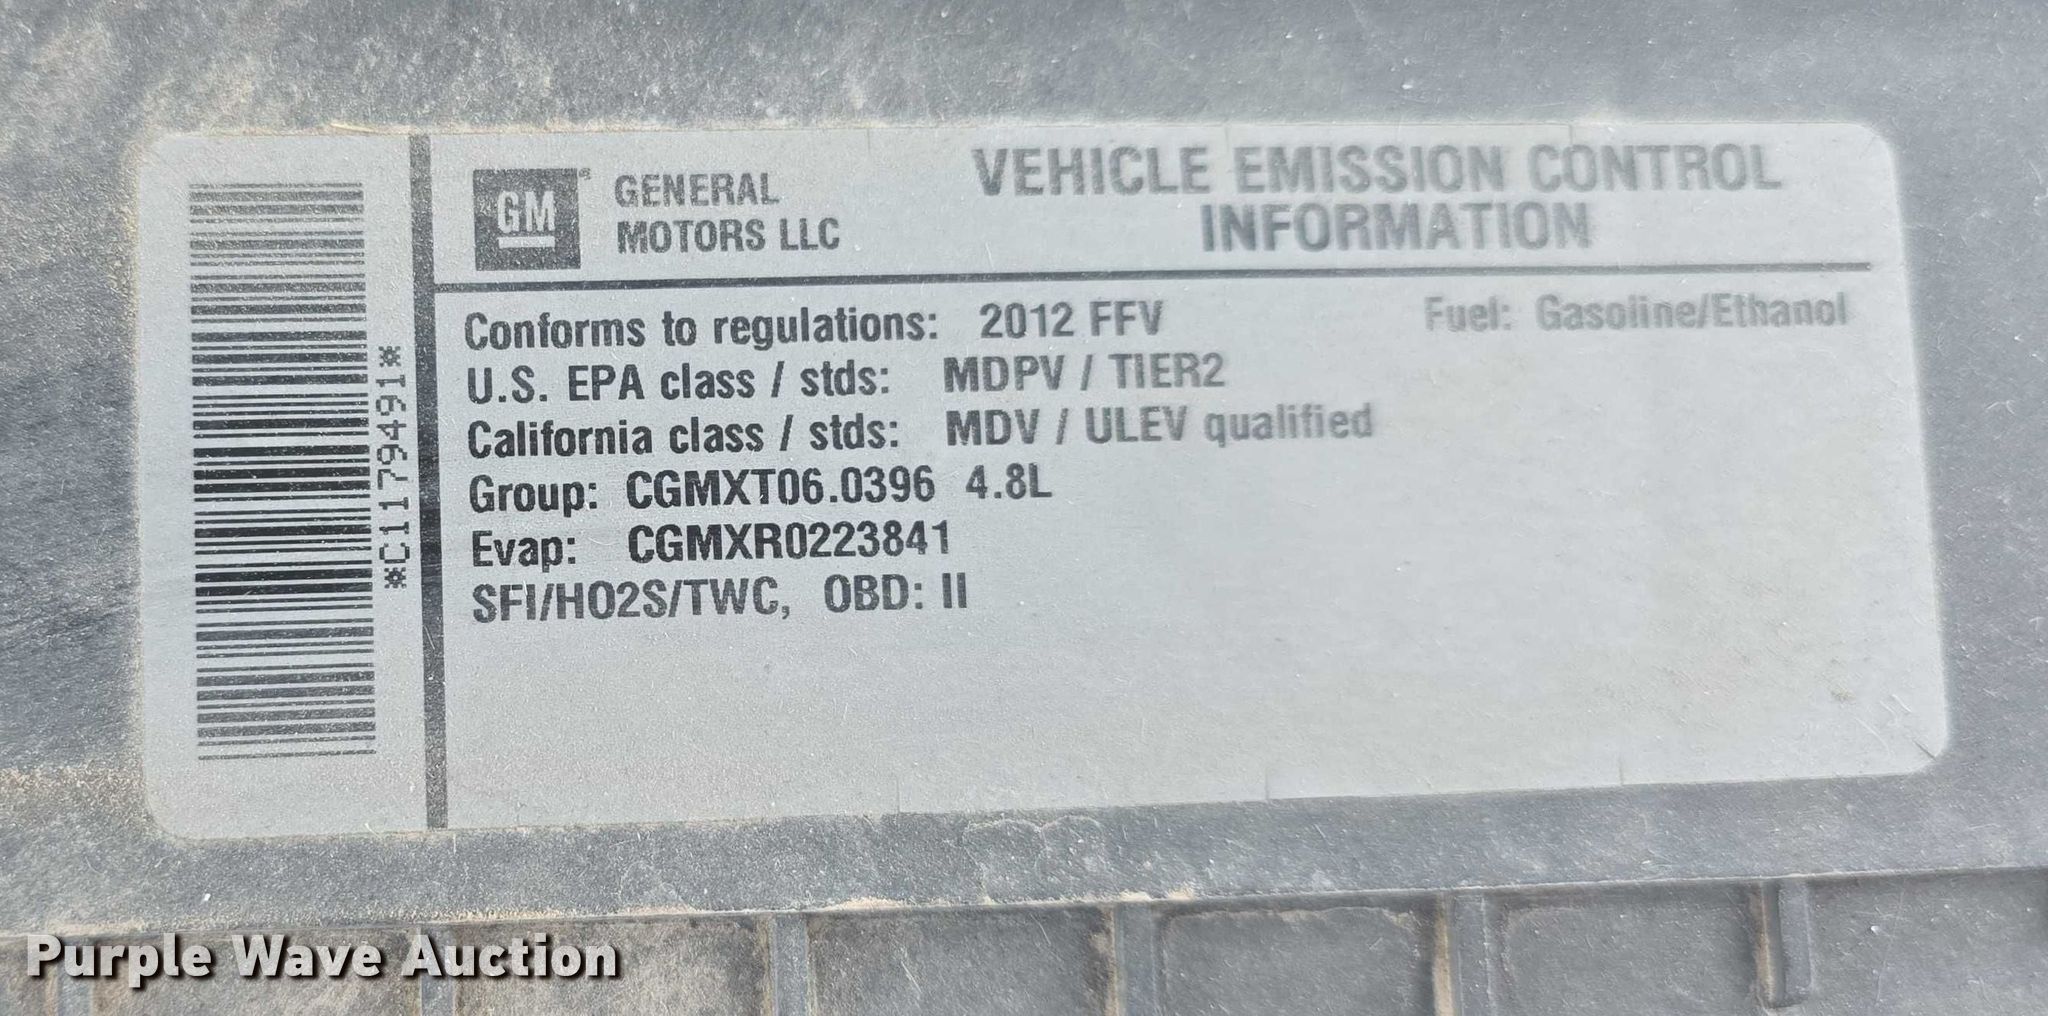 *C11794916491*
GM
GENERAL
MOTORS LLC
VEHICLE EMISSION CONTROL
INFORMATION
Conforms to regulations: 2012 FFV
Fuel: Gasoline/Ethanol
U.S. EPA class / stds: MDPV / TIER2
California class / stds: MDV / ULEV qualified
Group: CGMXT06.0396 4.8L
Evap: CGMXR0223841
SFI/HO2S/TWC, OBD: II
Purple Wave Auction